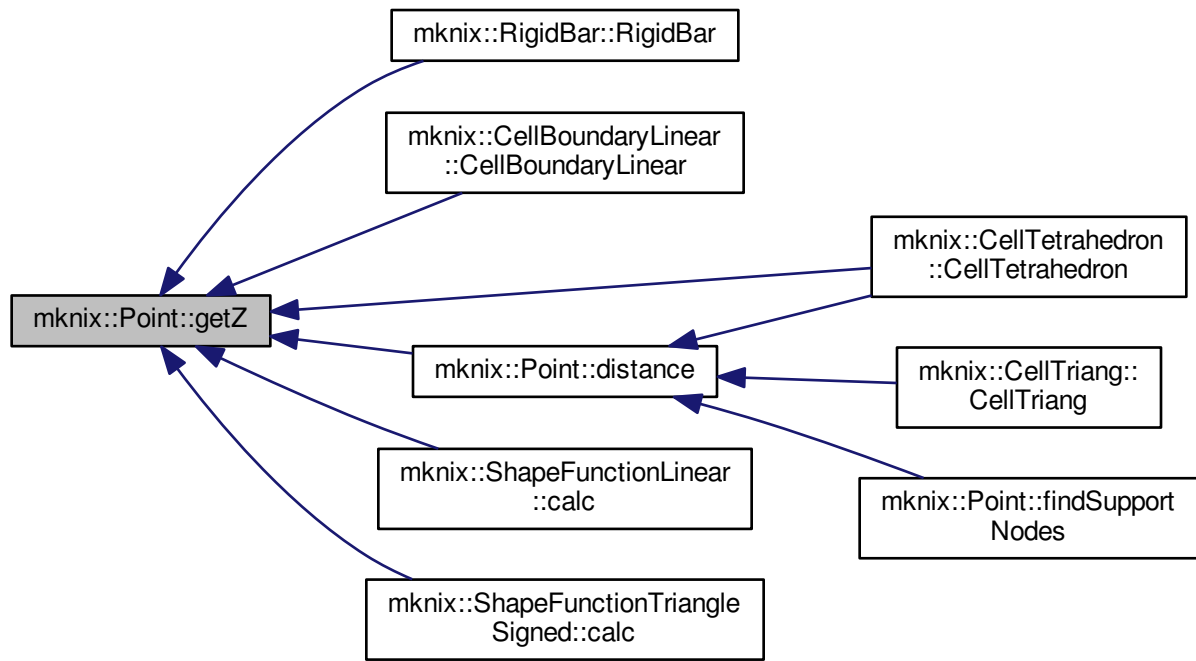 mknix::RigidBar::RigidBar
mknix::CellBoundaryLinear
::CellBoundaryLinear
mknix::CellTetrahedron
::CellTetrahedron
mknix::Point::getZ
mknix::Point::distance
mknix::CellTriang::
CellTriang
mknix::ShapeFunctionLinear
::calc
mknix::Point::findSupport
Nodes
mknix::ShapeFunctionTriangle
Signed::calc